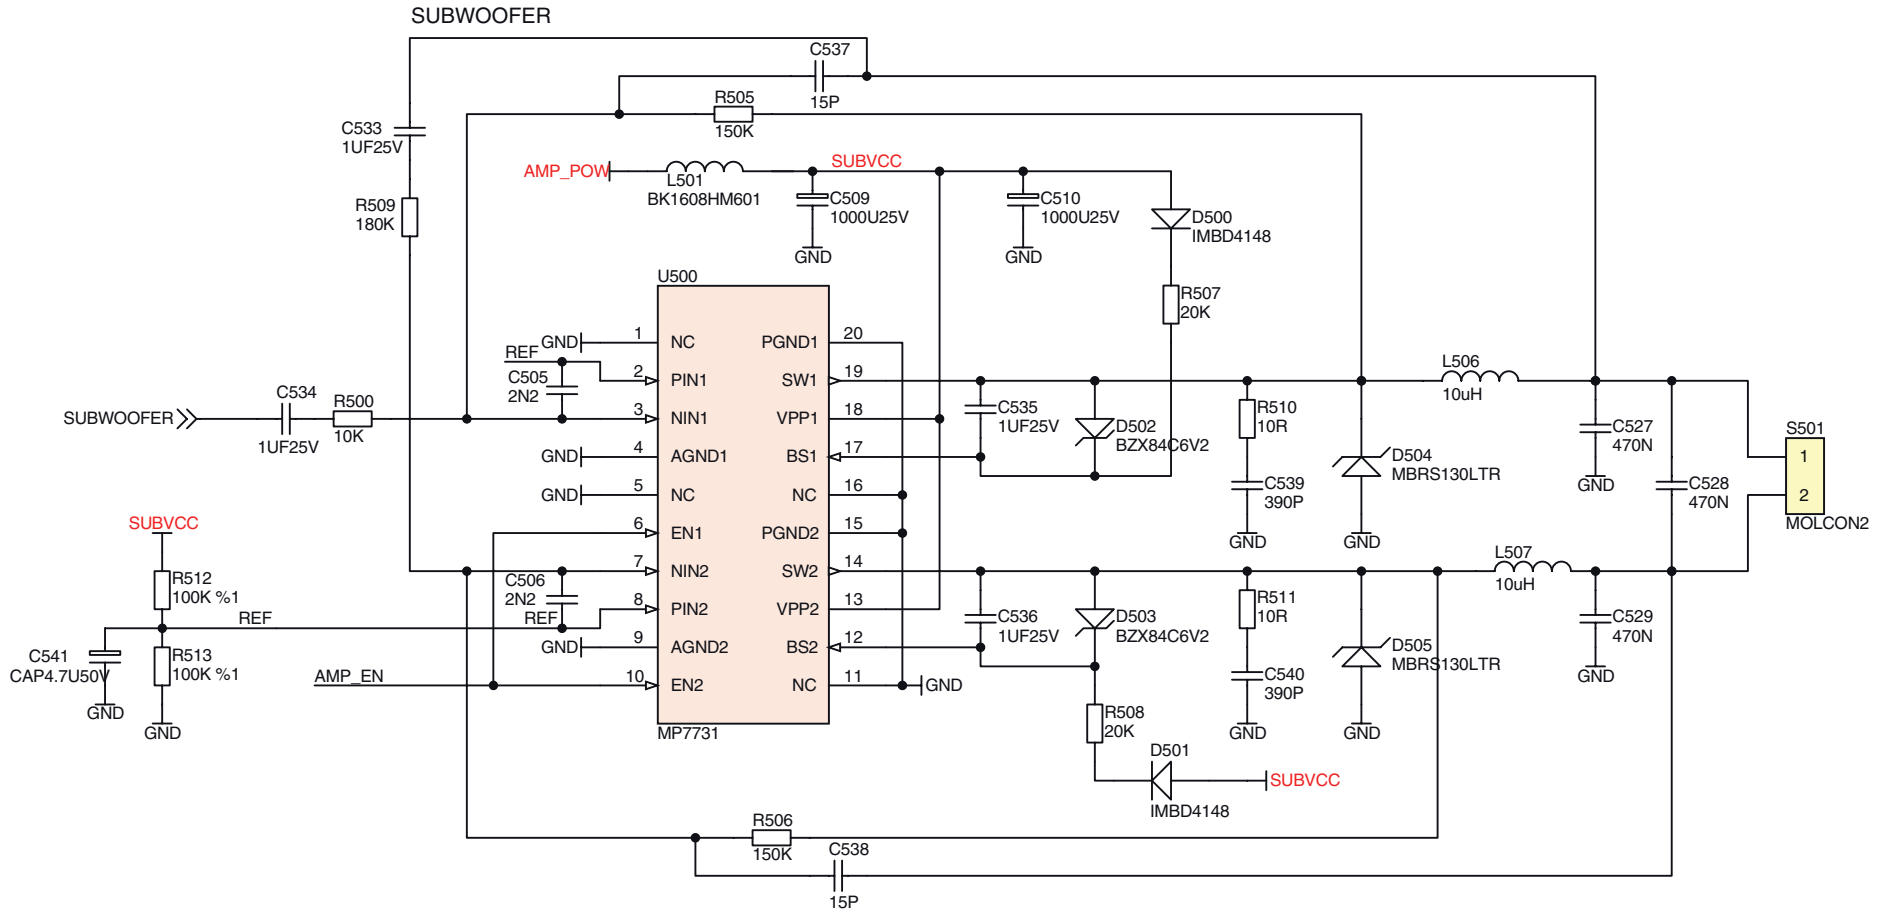 SUBWOOFER
C537
15P
R505
150K
C533
1UF25V
R509
180K
AMP_POW
L501
BK1608HM601
SUBVCC
C509
1000U25V
GND
C510
1000U25V
GND
D500
IMBD4148
R507
20K
U500
MP7731
1 NC
2 PIN1
3 NIN1
4 AGND1
5 NC
6 EN1
7 NIN2
8 PIN2
9 AGND2
10 EN2
PGND1 20
SW1 19
VPP1 18
BS1 17
NC 16
PGND2 15
SW2 14
VPP2 13
BS2 12
NC 11
GND
GND
REF
C505
2N2
SUBWOOFER
C534
1UF25V
R500
10K
GND
GND
SUBVCC
R512
100K %1
REF
R513
100K %1
C541
CAP4.7U50V
GND
GND
C506
2N2
REF
GND
AMP_EN
C535
1UF25V
D502
BZX84C6V2
R510
10R
C539
390P
GND
D504
MBRS130LTR
GND
L506
10uH
C527
470N
GND
C528
470N
S501
1
2
MOLCON2
L507
10uH
C529
470N
GND
C536
1UF25V
D503
BZX84C6V2
R511
10R
C540
390P
GND
D505
MBRS130LTR
GND
R508
20K
D501
IMBD4148
SUBVCC
R506
150K
C538
15P